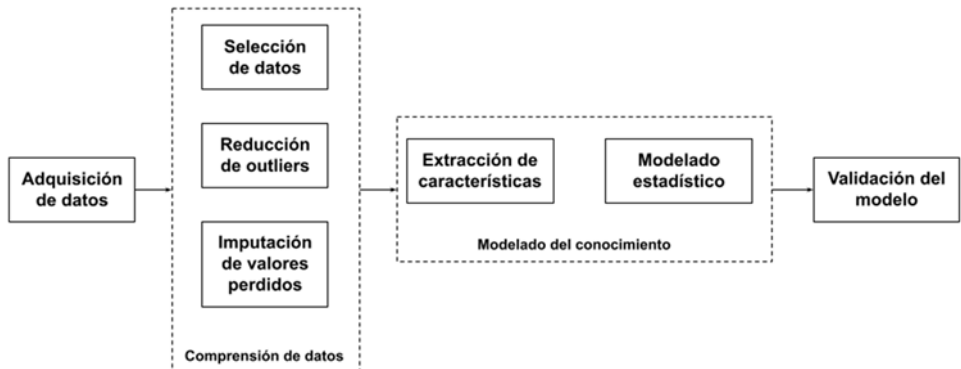 Adquisición
de datos
Selección
de datos
Reducción
de outliers
Imputación
de valores
perdidos
Comprensión de datos
Extracción de
características
Modelado
estadístico
Modelado del conocimiento
Validación del
modelo